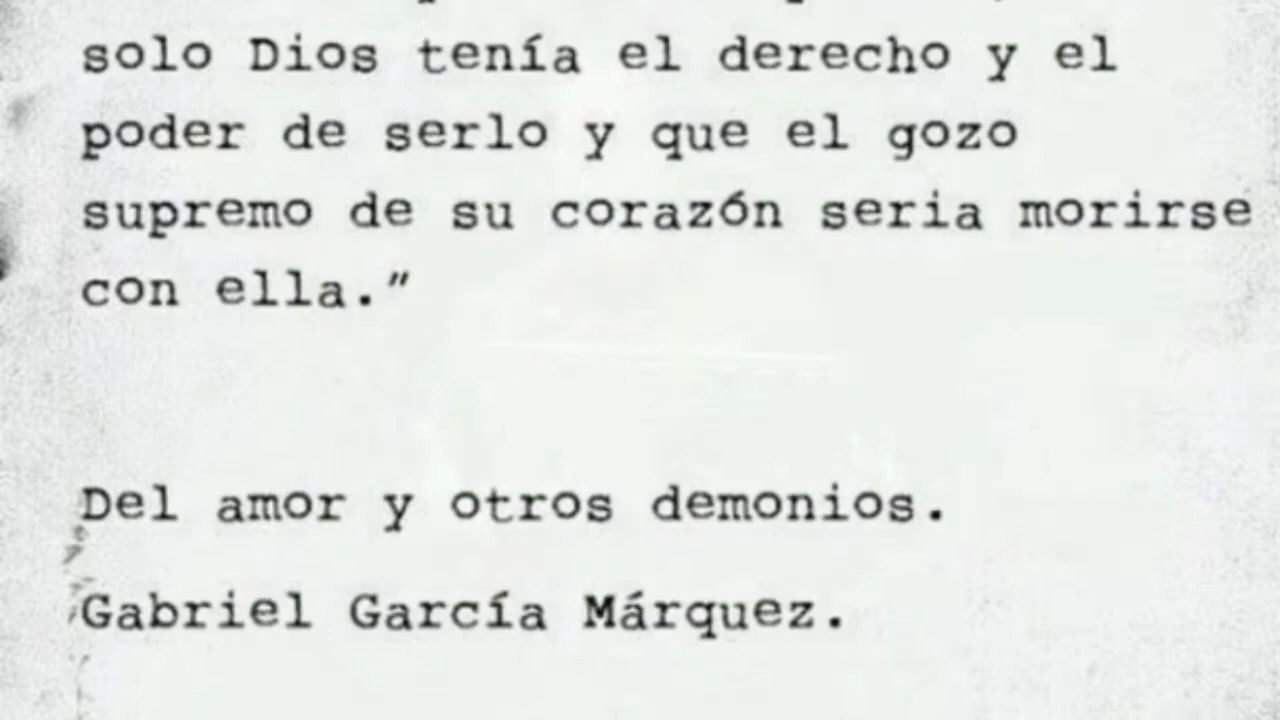 solo Dios tenía el derecho y el
poder de serlo y que el gozo
supremo de su corazón seria morirse
con ella."
Del amor y otros demonios.
Gabriel García Márquez.